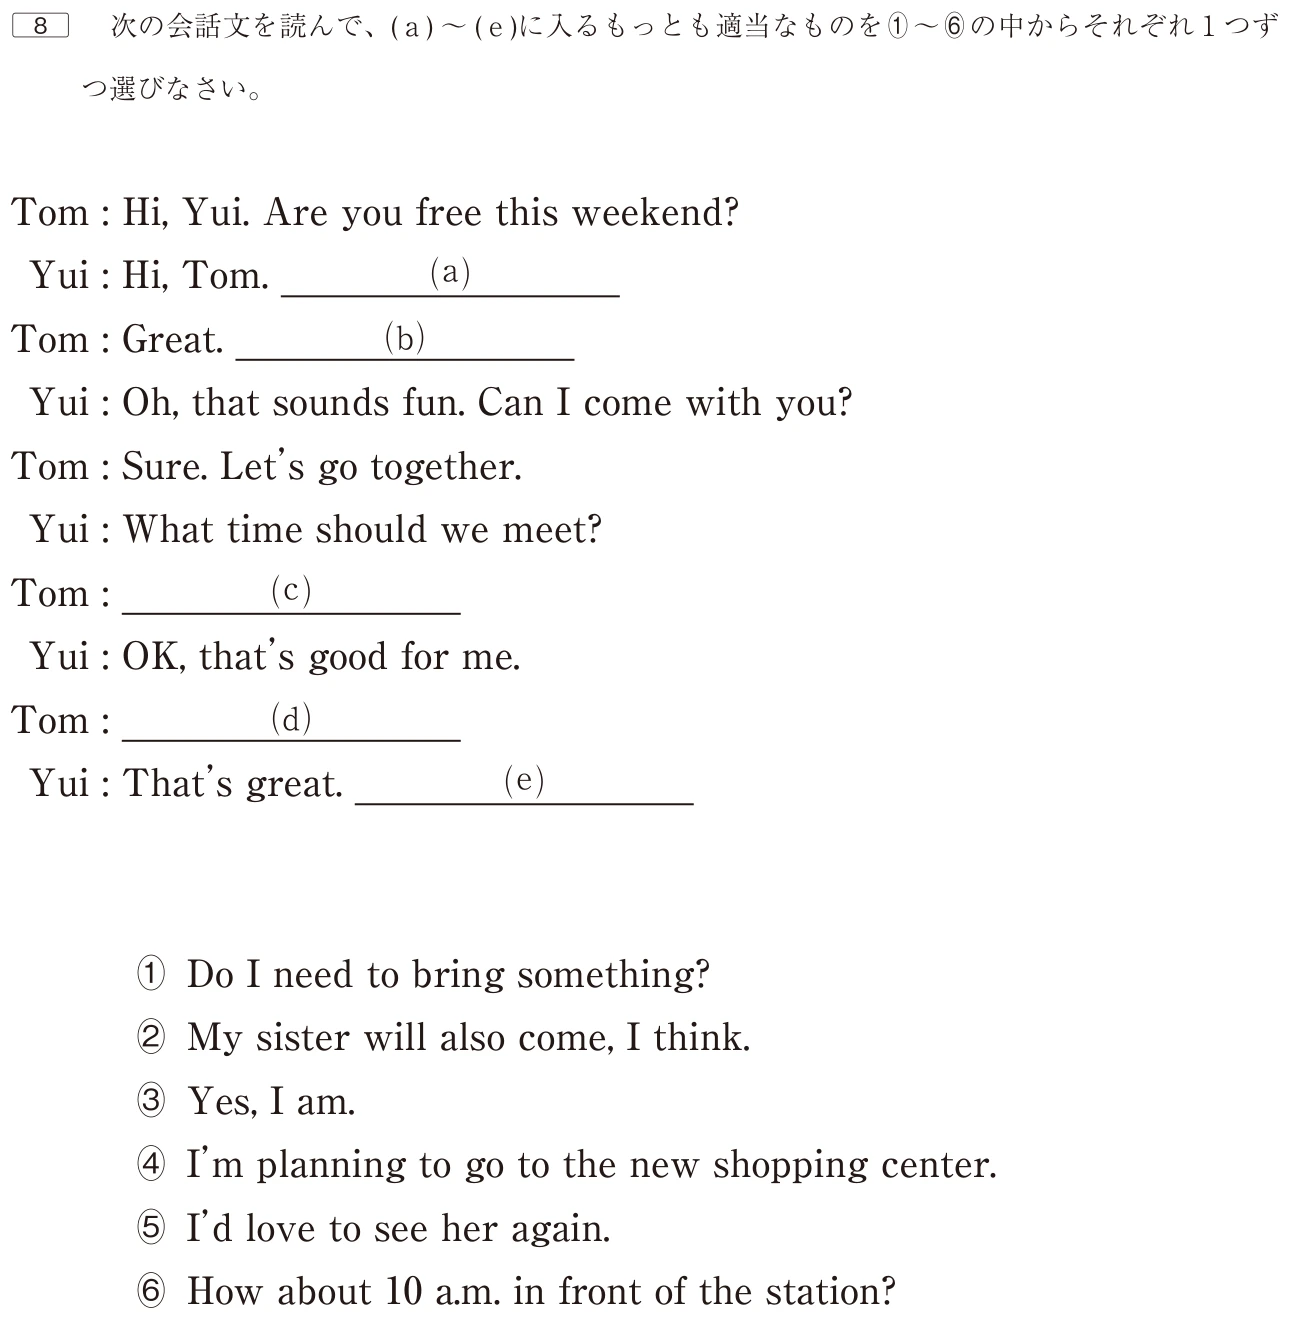 8 次の会話文を読んで、(a)～(e)に入るもっとも適当なものを①～⑥の中からそれぞれ1つず
つ選びなさい。
Tom : Hi, Yui. Are you free this weekend?
Yui : Hi, Tom. (a)
Tom : Great. (b)
Yui : Oh, that sounds fun. Can I come with you?
Tom : Sure. Let's go together.
Yui : What time should we meet?
Tom : (c)
Yui : OK, that's good for me.
Tom : (d)
Yui : That's great. (e)
① Do I need to bring something?
② My sister will also come, I think.
③ Yes, I am.
④ I'm planning to go to the new shopping center.
⑤ I'd love to see her again.
⑥ How about 10 a.m. in front of the station?